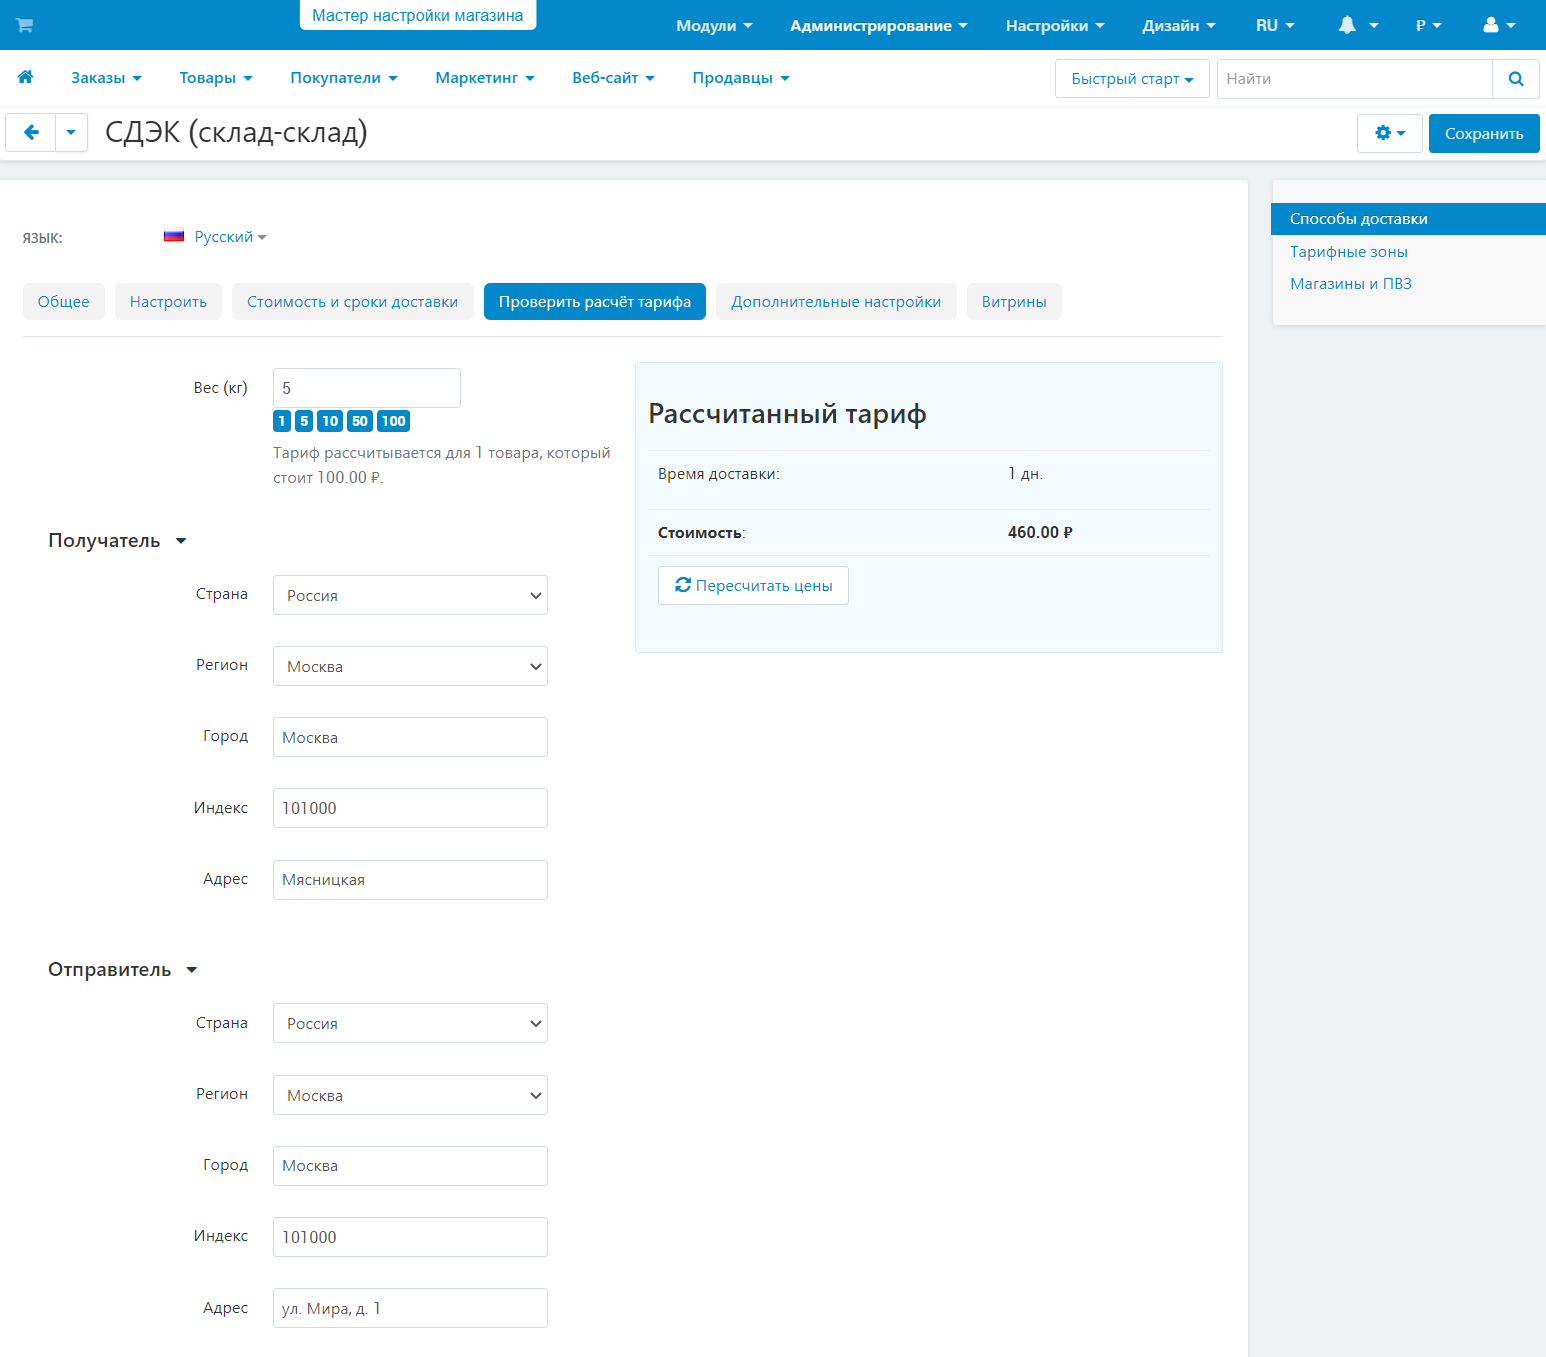 Мастер настройки магазина
Модули Администрирование Настройки Дизайн RU ₽
Заказы Товары Покупатели Маркетинг Веб-сайт Продавцы Быстрый старт Найти
СДЭК (склад-склад) Сохранить
ЯЗЫК: Русский
Способы доставки
Тарифные зоны
Магазины и ПВЗ
Общее Настроить Стоимость и сроки доставки Проверить расчёт тарифа Дополнительные настройки Витрины
Вес (кг) 5
1 5 10 50 100
Тариф рассчитывается для 1 товара, который
стоит 100.00 ₽.
Рассчитанный тариф
Время доставки: 1 дн.
Стоимость: 460.00 ₽
Пересчитать цены
Получатель
Страна Россия
Регион Москва
Город Москва
Индекс 101000
Адрес Мясницкая
Отправитель
Страна Россия
Регион Москва
Город Москва
Индекс 101000
Адрес ул. Мира, д. 1